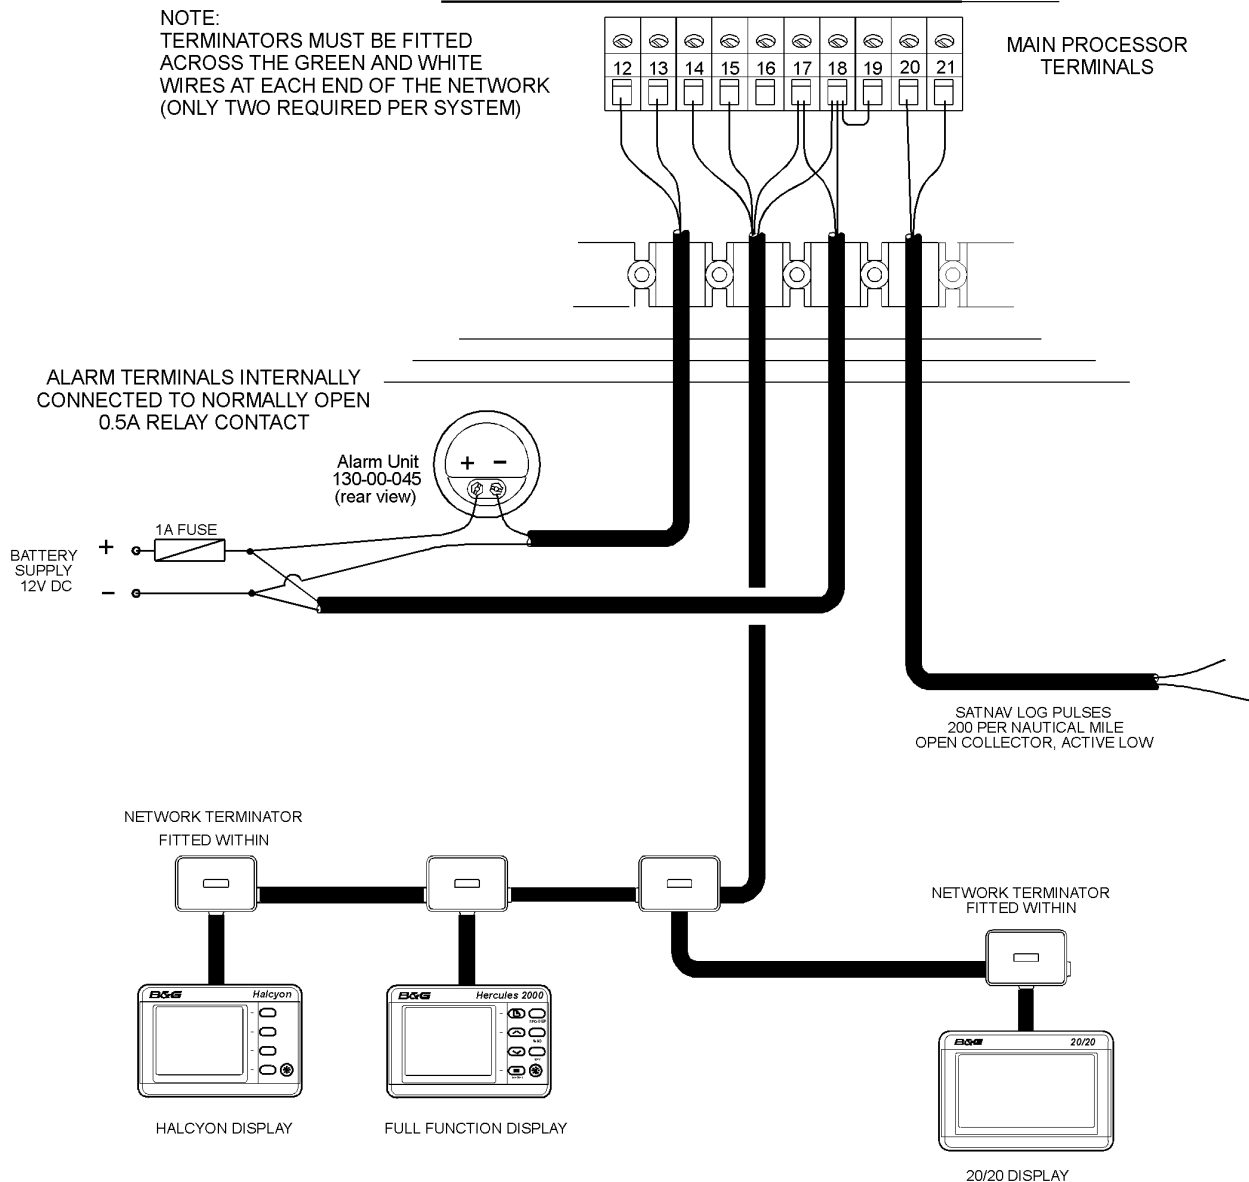 NOTE:
TERMINATORS MUST BE FITTED
ACROSS THE GREEN AND WHITE
WIRES AT EACH END OF THE NETWORK
(ONLY TWO REQUIRED PER SYSTEM)
12 13 14 15 16 17 18 19 20 21
MAIN PROCESSOR
TERMINALS
ALARM TERMINALS INTERNALLY
CONNECTED TO NORMALLY OPEN
0.5A RELAY CONTACT
Alarm Unit
130-00-045
(rear view)
+ −
1A FUSE
+
BATTERY
SUPPLY
12V DC
−
SATNAV LOG PULSES
200 PER NAUTICAL MILE
OPEN COLLECTOR, ACTIVE LOW
NETWORK TERMINATOR
FITTED WITHIN
NETWORK TERMINATOR
FITTED WITHIN
B&G Halcyon
B&G Hercules 2000
B&G 20/20
HALCYON DISPLAY
FULL FUNCTION DISPLAY
20/20 DISPLAY